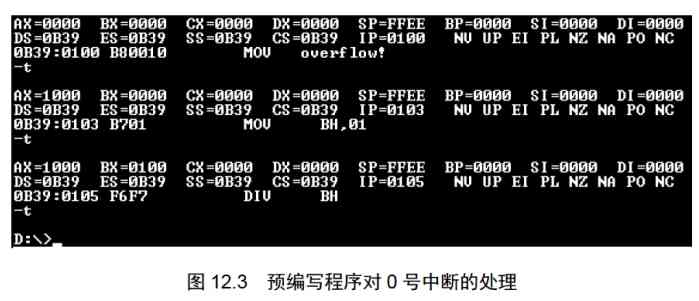 AX=0000  BX=0000  CX=0000  DX=0000  SP=FFEE  BP=0000  SI=0000  DI=0000
DS=0B39  ES=0B39  SS=0B39  CS=0B39  IP=0100   NV UP EI PL NZ NA PO NC
0B39:0100 B80010        MOV     overflow!
-t
AX=1000  BX=0000  CX=0000  DX=0000  SP=FFEE  BP=0000  SI=0000  DI=0000
DS=0B39  ES=0B39  SS=0B39  CS=0B39  IP=0103   NV UP EI PL NZ NA PO NC
0B39:0103 B701          MOV     BH,01
-t
AX=1000  BX=0100  CX=0000  DX=0000  SP=FFEE  BP=0000  SI=0000  DI=0000
DS=0B39  ES=0B39  SS=0B39  CS=0B39  IP=0105   NV UP EI PL NZ NA PO NC
0B39:0105 F6F7          DIV     BH
-t
D:\>_
图 12.3 预编写程序对 0 号中断的处理